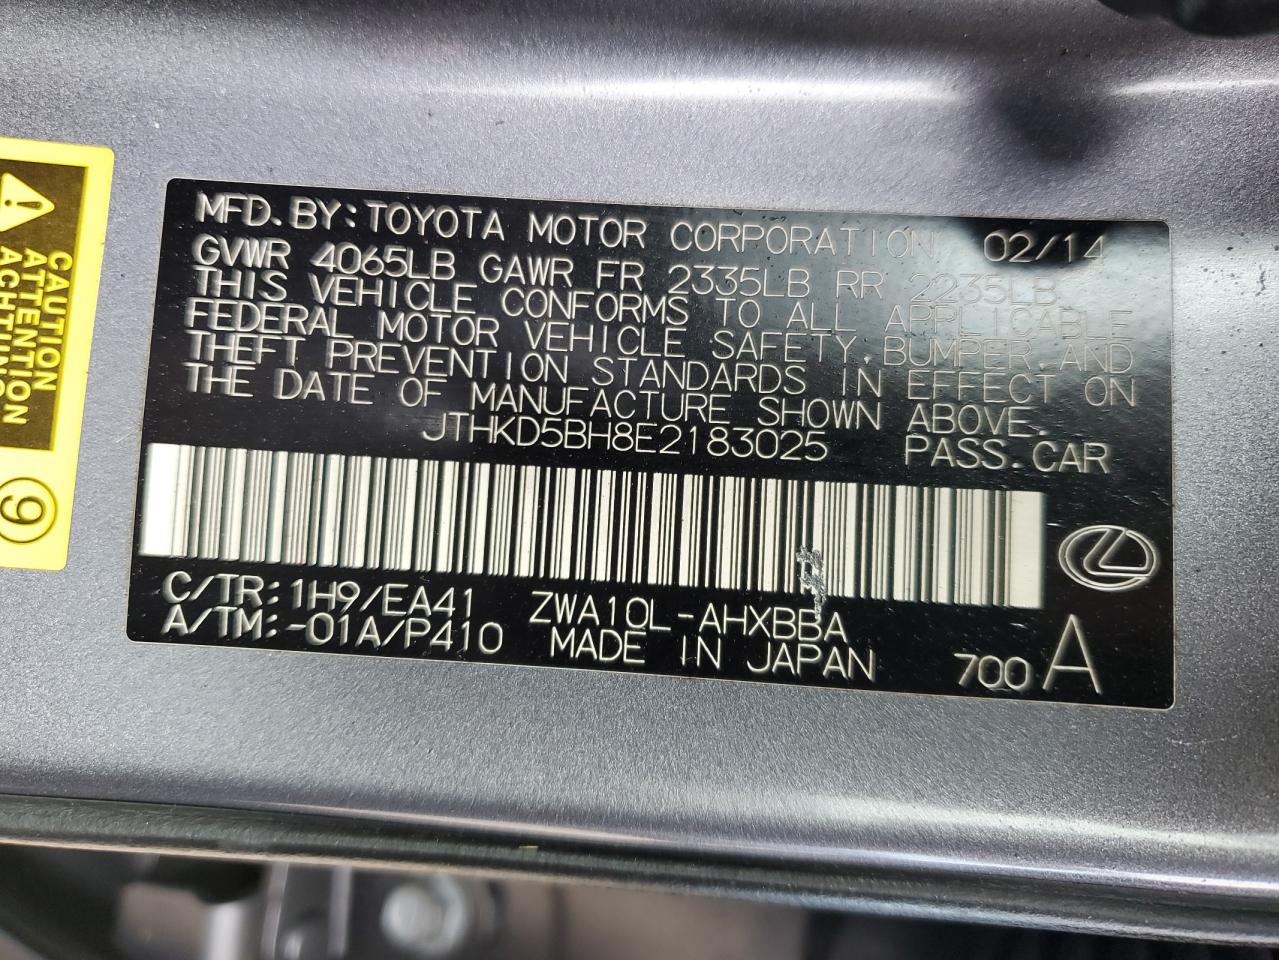 MFD.BY:TOYOTA MOTOR CORPORATION 02/14
GVWR 4065LB GAWR FR 2335LB RR 2235LB
THIS VEHICLE CONFORMS TO ALL APPLICABLE
FEDERAL MOTOR VEHICLE SAFETY, BUMPER, AND
THEFT PREVENTION STANDARDS IN EFFECT ON
THE DATE OF MANUFACTURE SHOWN ABOVE.
JTHKD5BH8E2183025 PASS.CAR
C/TR:1H9/EA41 ZWA10L-AHXBBA
A/TM:-01A/P410 MADE IN JAPAN 700 A
CAUTION
ATTENTION
ACHTUNG
9